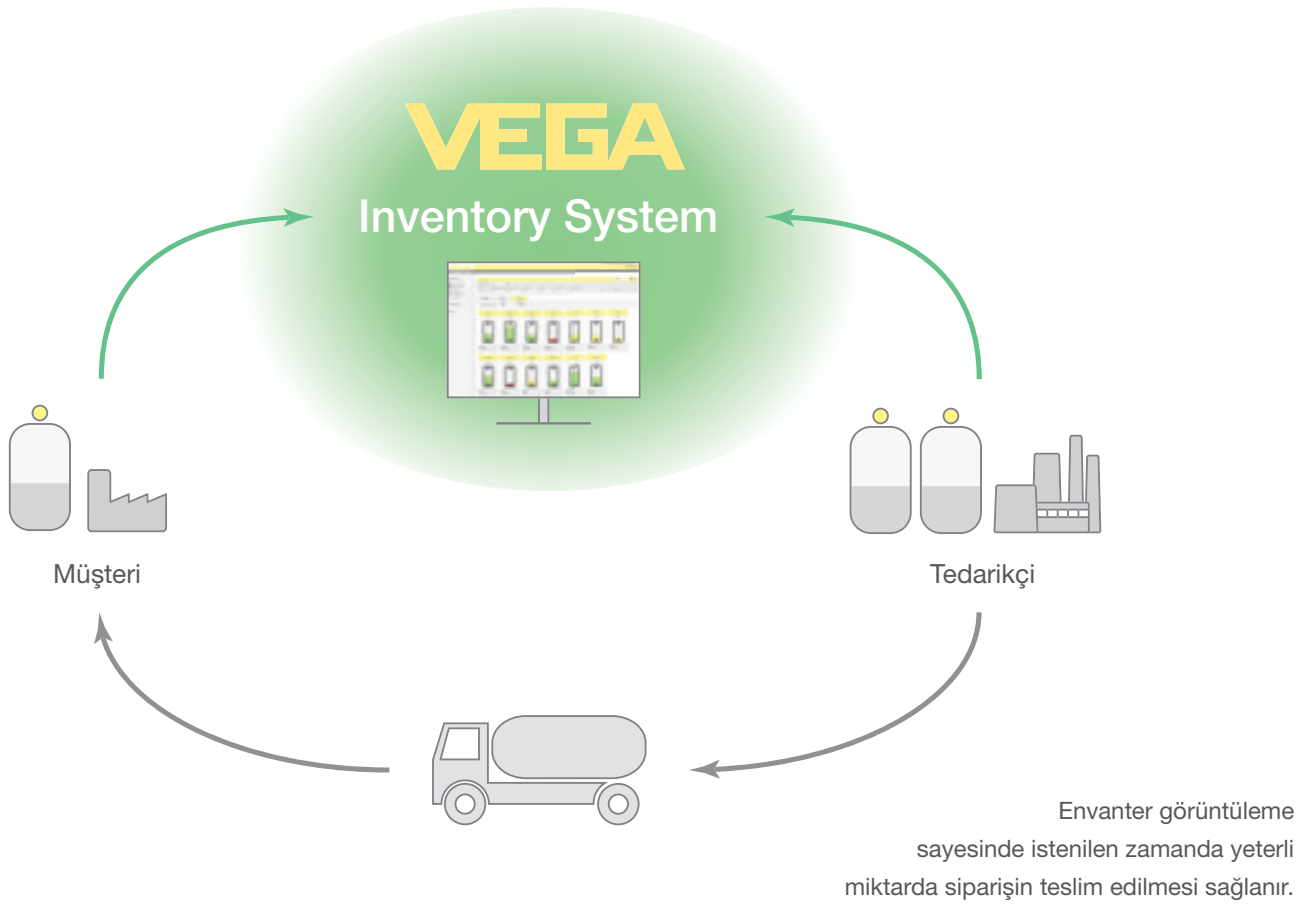 VEGA
Inventory System
Müşteri
Tedarikçi
Envanter görüntüleme
sayesinde istenilen zamanda yeterli
miktarda siparişin teslim edilmesi sağlanır.